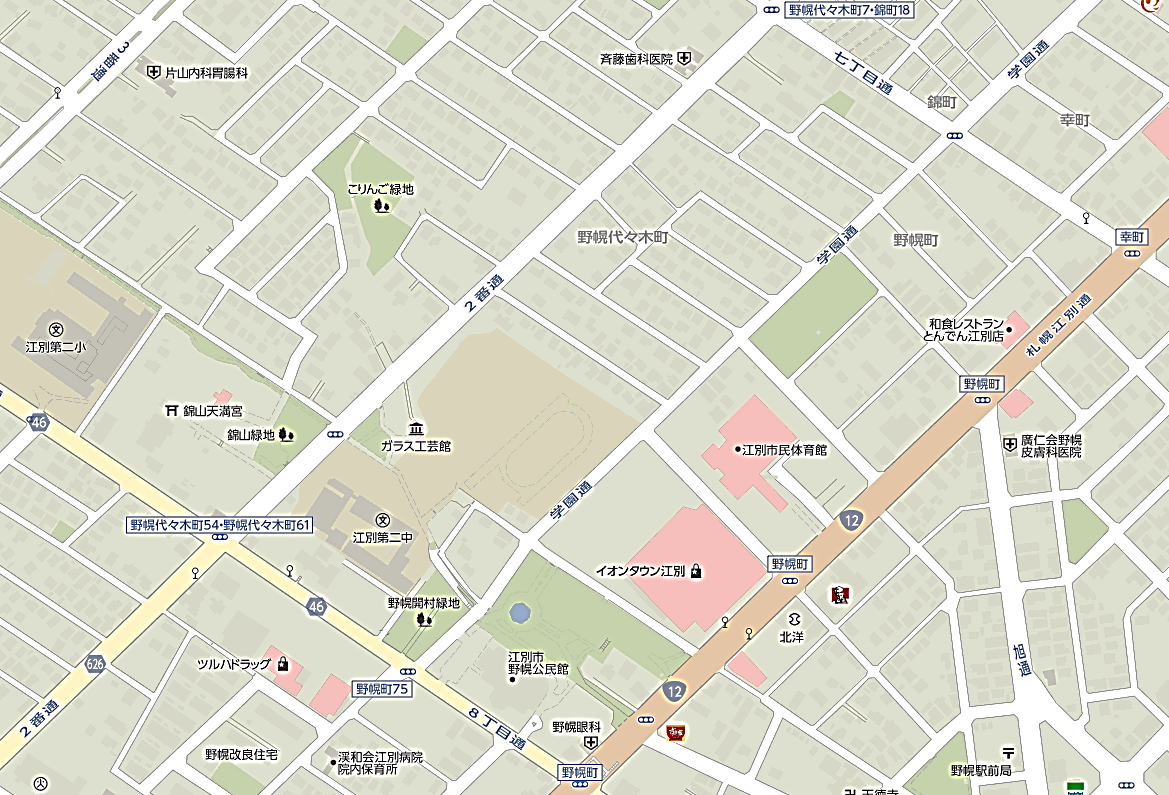 野幌代々木町7・錦町18
3番通
片山内科胃腸科
斉藤歯科医院
七丁目通
学園通
錦町
幸町
こりんご緑地
野幌代々木町
学園通
野幌町
幸町
2番通
札幌江別通
和食レストラン
とんでん江別店
江別第二小
野幌町
錦山天満宮
46
錦山緑地
ガラス工芸館
江別市民体育館
廣仁会野幌
皮膚科医院
学園通
野幌代々木町54・野幌代々木町61
江別第二中
12
野幌町
イオンタウン江別
46
野幌開村緑地
北洋
626
ツルハドラッグ
江別市
野幌公民館
旭通
野幌町75
12
2番通
8丁目通
野幌眼科
すき家
野幌改良住宅
渓和会江別病院
院内保育所
野幌町
野幌駅前局